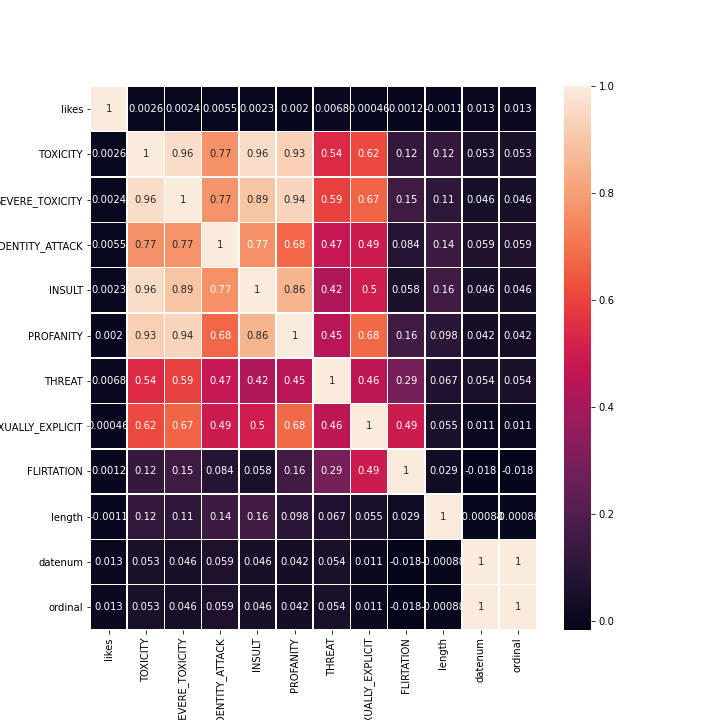 likes 1 0.0026 0.0024 0.0055 0.0023 0.002 0.0068 0.00046 0.0012 -0.0011 0.013 0.013
TOXICITY 0.0026 1 0.96 0.77 0.96 0.93 0.54 0.62 0.12 0.12 0.053 0.053
EVERE_TOXICITY 0.0024 0.96 1 0.77 0.89 0.94 0.59 0.67 0.15 0.11 0.046 0.046
DENTITY_ATTACK 0.0055 0.77 0.77 1 0.77 0.68 0.47 0.49 0.084 0.14 0.059 0.059
INSULT 0.0023 0.96 0.89 0.77 1 0.86 0.42 0.5 0.058 0.16 0.046 0.046
PROFANITY 0.002 0.93 0.94 0.68 0.86 1 0.45 0.68 0.16 0.098 0.042 0.042
THREAT 0.0068 0.54 0.59 0.47 0.42 0.45 1 0.46 0.29 0.067 0.054 0.054
XUALLY_EXPLICIT 0.00046 0.62 0.67 0.49 0.5 0.68 0.46 1 0.49 0.055 0.011 0.011
FLIRTATION 0.0012 0.12 0.15 0.084 0.058 0.16 0.29 0.49 1 0.029 -0.018 -0.018
length -0.0011 0.12 0.11 0.14 0.16 0.098 0.067 0.055 0.029 1 -0.00088 -0.00088
datenum 0.013 0.053 0.046 0.059 0.046 0.042 0.054 0.011 -0.018 -0.00088 1 1
ordinal 0.013 0.053 0.046 0.059 0.046 0.042 0.054 0.011 -0.018 -0.00088 1 1
likes
TOXICITY
EVERE_TOXICITY
DENTITY_ATTACK
INSULT
PROFANITY
THREAT
XUALLY_EXPLICIT
FLIRTATION
length
datenum
ordinal
1.0
0.8
0.6
0.4
0.2
0.0